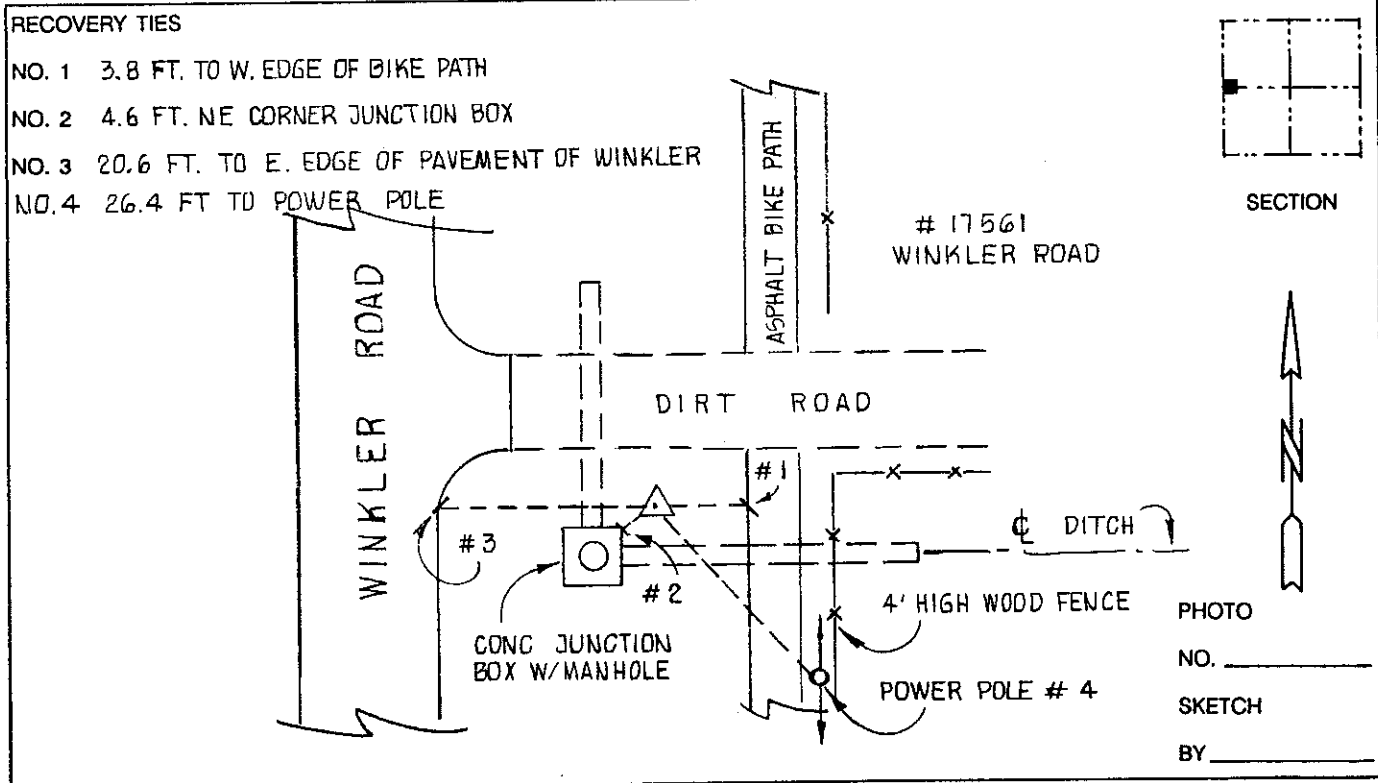 RECOVERY TIES
NO. 1 3.8 FT. TO W. EDGE OF BIKE PATH
NO. 2 4.6 FT. NE CORNER JUNCTION BOX
NO. 3 20.6 FT. TO E. EDGE OF PAVEMENT OF WINKLER
NO. 4 26.4 FT TO POWER POLE
SECTION
# 17561
WINKLER ROAD
ASPHALT BIKE PATH
WINKLER ROAD
DIRT ROAD
N
#1
#3
#2
℄ DITCH
4' HIGH WOOD FENCE
CONC JUNCTION
BOX W/MANHOLE
POWER POLE # 4
PHOTO
NO.
SKETCH
BY